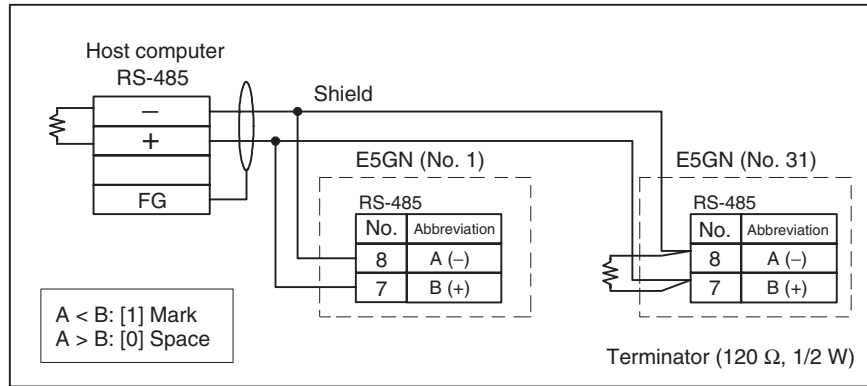 Host computer
RS-485
−
+
FG
Shield
E5GN (No. 1)
RS-485
No. Abbreviation
8 A (−)
7 B (+)
E5GN (No. 31)
RS-485
No. Abbreviation
8 A (−)
7 B (+)
A < B: [1] Mark
A > B: [0] Space
Terminator (120 Ω, 1/2 W)